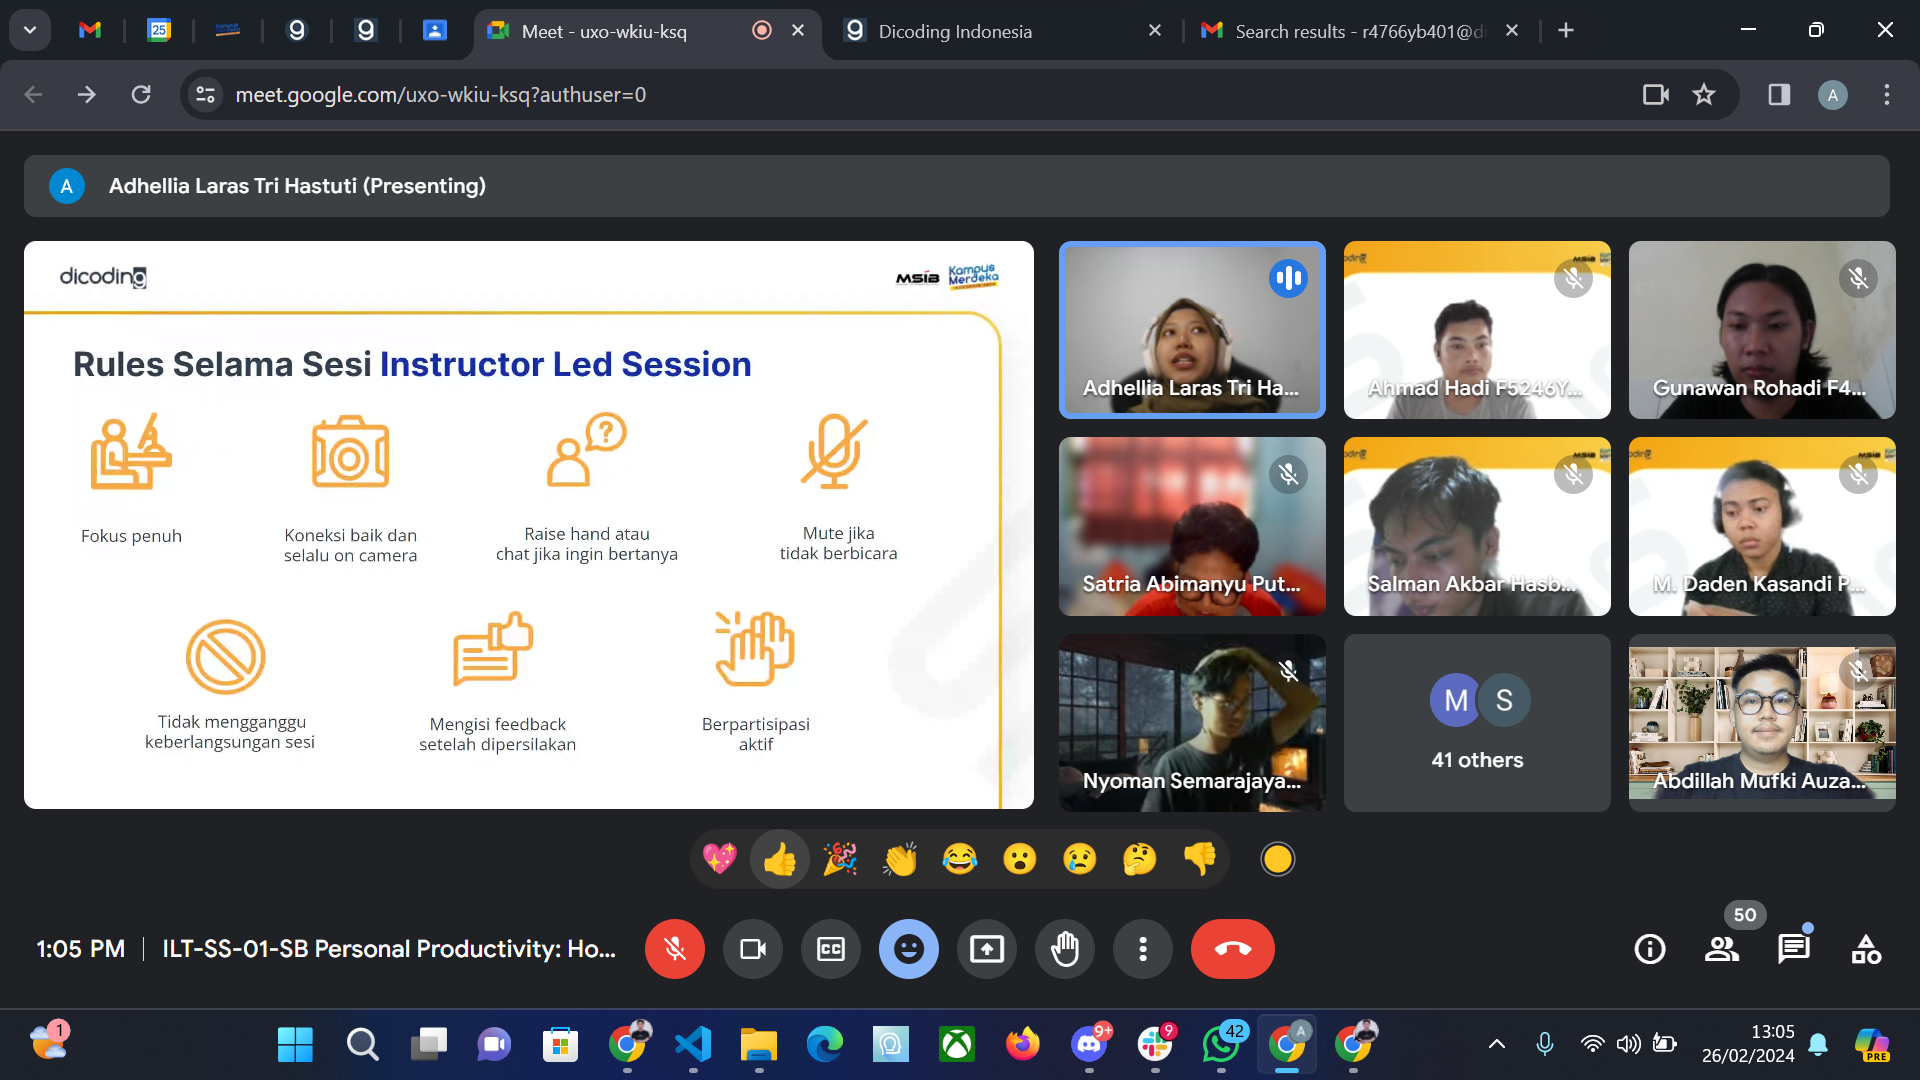 25
Meet - uxo-wkiu-ksq
Dicoding Indonesia
Search results - r4766yb401@d
meet.google.com/uxo-wkiu-ksq?authuser=0
A
A
Adhellia Laras Tri Hastuti (Presenting)
dicoding
MSIB
Kampus Merdeka
Rules Selama Sesi Instructor Led Session
Fokus penuh
Koneksi baik dan
selalu on camera
Raise hand atau
chat jika ingin bertanya
Mute jika
tidak berbicara
Tidak mengganggu
keberlangsungan sesi
Mengisi feedback
setelah dipersilakan
Berpartisipasi
aktif
Adhellia Laras Tri Ha...
Ahmad Hadi F5246Y...
Gunawan Rohadi F4...
Satria Abimanyu Put...
Salman Akbar Hasb...
M. Daden Kasandi P...
Nyoman Semarajaya...
M S
41 others
Abdillah Mufki Auza...
1:05 PM
ILT-SS-01-SB Personal Productivity: Ho...
CC
50
1
9+
9
42
A
13:05
26/02/2024
PRE